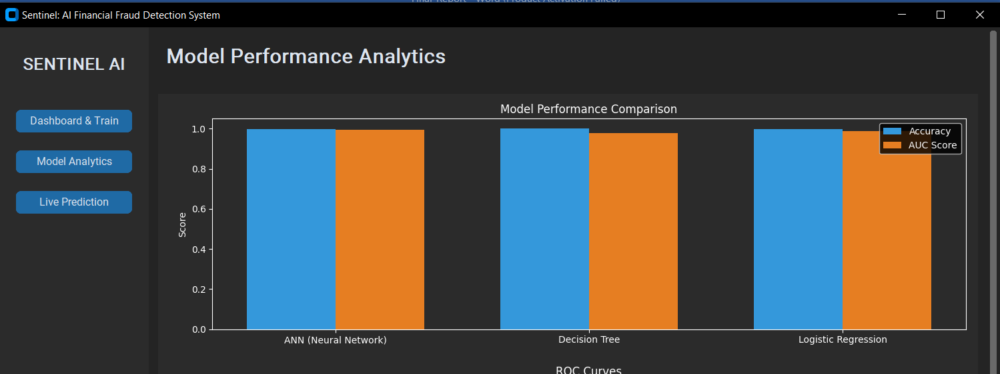 Final Report - Word (Product Activation Failed)
Sentinel: AI Financial Fraud Detection System
SENTINEL AI
Dashboard & Train
Model Analytics
Live Prediction
Model Performance Analytics
Model Performance Comparison
Accuracy
AUC Score
Score
1.0
0.8
0.6
0.4
0.2
0.0
ANN (Neural Network)
Decision Tree
Logistic Regression
ROC Curves